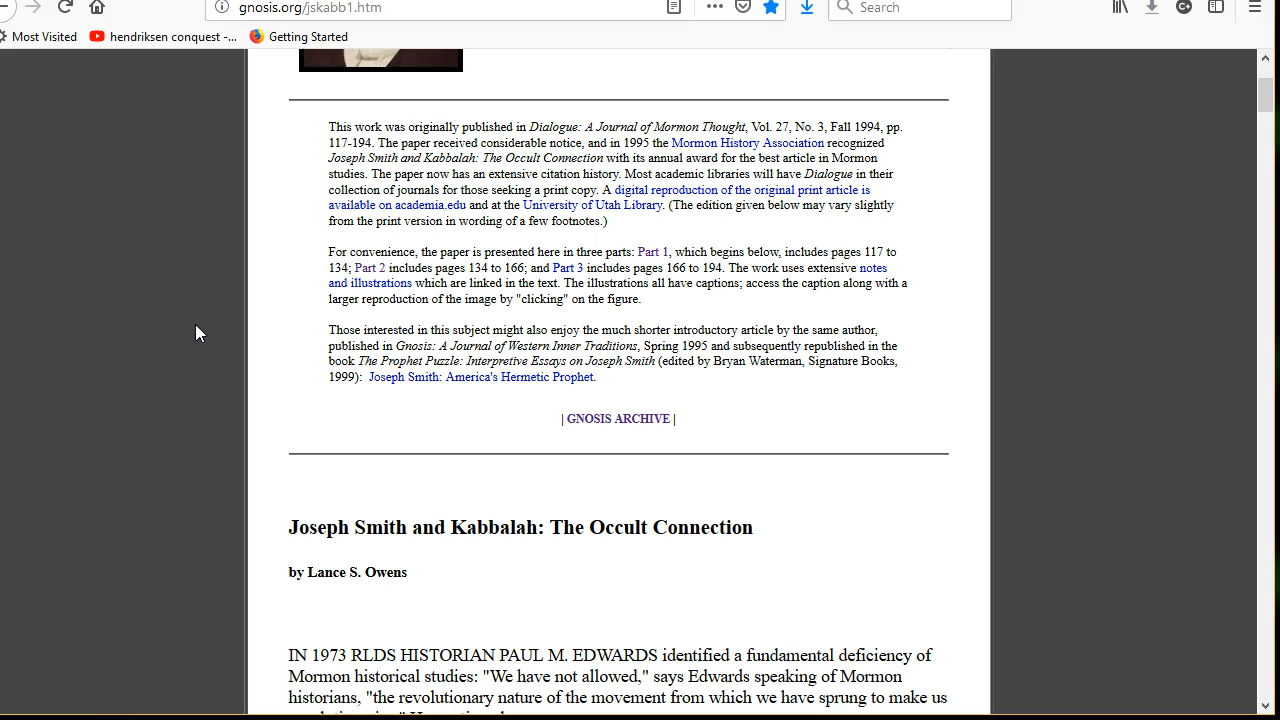 gnosis.org/jskabb1.htm
Search
Most Visited
hendriksen conquest -...
Getting Started
This work was originally published in Dialogue: A Journal of Mormon Thought, Vol. 27, No. 3, Fall 1994, pp.
117-194. The paper received considerable notice, and in 1995 the Mormon History Association recognized
Joseph Smith and Kabbalah: The Occult Connection with its annual award for the best article in Mormon
studies. The paper now has an extensive citation history. Most academic libraries will have Dialogue in their
collection of journals for those seeking a print copy. A digital reproduction of the original print article is
available on academia.edu and at the University of Utah Library. (The edition given below may vary slightly
from the print version in wording of a few footnotes.)
For convenience, the paper is presented here in three parts: Part 1, which begins below, includes pages 117 to
134; Part 2 includes pages 134 to 166; and Part 3 includes pages 166 to 194. The work uses extensive notes
and illustrations which are linked in the text. The illustrations all have captions; access the caption along with a
larger reproduction of the image by "clicking" on the figure.
Those interested in this subject might also enjoy the much shorter introductory article by the same author,
published in Gnosis: A Journal of Western Inner Traditions, Spring 1995 and subsequently republished in the
book The Prophet Puzzle: Interpretive Essays on Joseph Smith (edited by Bryan Waterman, Signature Books,
1999): Joseph Smith: America's Hermetic Prophet.
| GNOSIS ARCHIVE |
Joseph Smith and Kabbalah: The Occult Connection
by Lance S. Owens
IN 1973 RLDS HISTORIAN PAUL M. EDWARDS identified a fundamental deficiency of
Mormon historical studies: "We have not allowed," says Edwards speaking of Mormon
historians, "the revolutionary nature of the movement from which we have sprung to make us